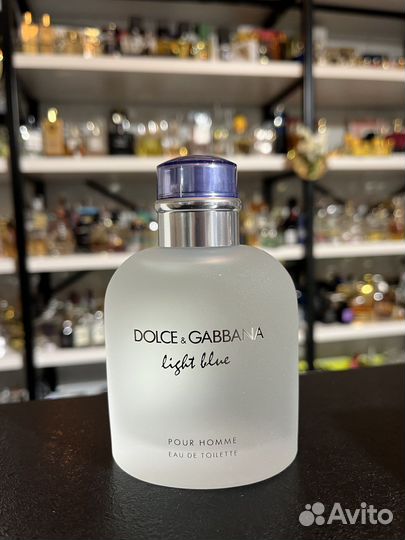 DOLCE & GABBANA
light blue
POUR HOMME
EAU DE TOILETTE
Avito